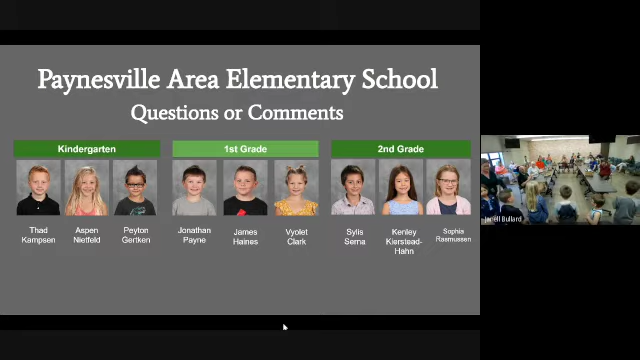 Paynesville Area Elementary School
Questions or Comments
Kindergarten
1st Grade
2nd Grade
Thad Kampsen
Aspen Nietfeld
Peyton Gertken
Jonathan Payne
James Haines
Vyolet Clark
Sylis Serna
Kenley Kierstead-Hahn
Sophia Rasmussen
Janell Bullard